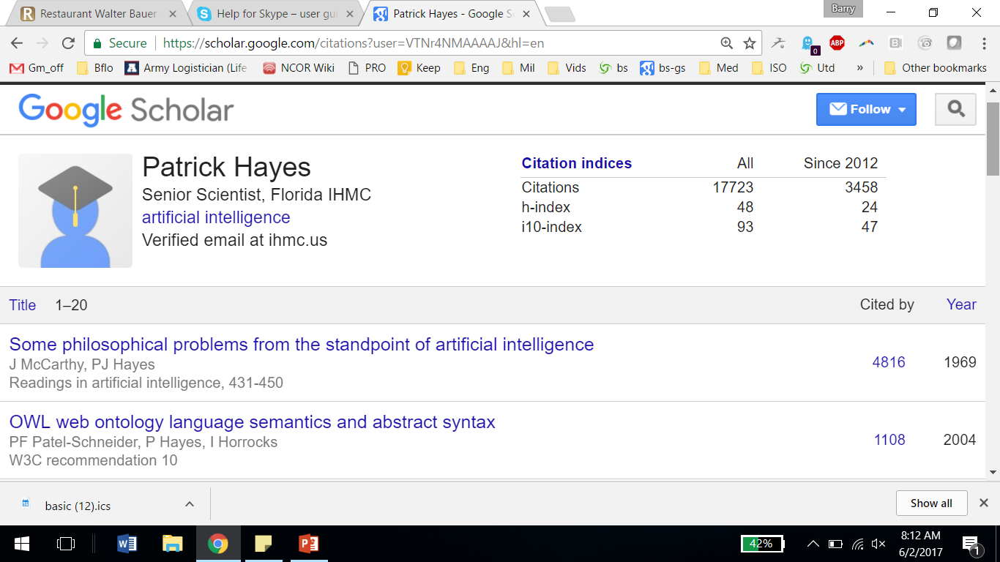 Barry
Restaurant Walter Bauer
Help for Skype – user gu
Patrick Hayes - Google S
Secure https://scholar.google.com/citations?user=VTNr4NMAAAAJ&hl=en
0 ABP B
Gm_off Bflo Army Logistician (Life NCOR Wiki PRO Keep Eng Mil Vids bs bs-gs Med ISO Utd » Other bookmarks
Google Scholar
Follow
Patrick Hayes
Senior Scientist, Florida IHMC
artificial intelligence
Verified email at ihmc.us
Citation indices All Since 2012
Citations 17723 3458
h-index 48 24
i10-index 93 47
Title 1–20 Cited by Year
Some philosophical problems from the standpoint of artificial intelligence
J McCarthy, PJ Hayes
Readings in artificial intelligence, 431-450
4816 1969
OWL web ontology language semantics and abstract syntax
PF Patel-Schneider, P Hayes, I Horrocks
W3C recommendation 10
1108 2004
basic (12).ics
Show all
42%
8:12 AM
6/2/2017
1